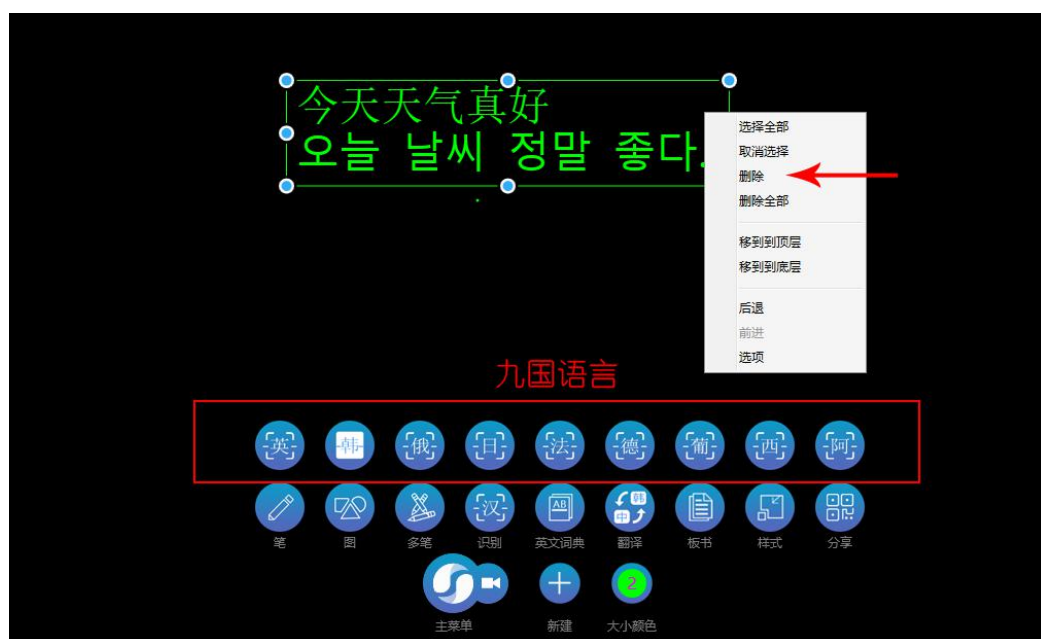 今天天气真好
오늘 날씨 정말 좋다.
选择全部
取消选择
删除
删除全部
移到到顶层
移到到底层
后退
前进
选项
九国语言
英 韩 俄 日 法 德 葡 西 阿
汉 AB 韩 中
笔 图 多笔 识别 英文词典 翻译 板书 样式 分享
2
主菜单 新建 大小颜色